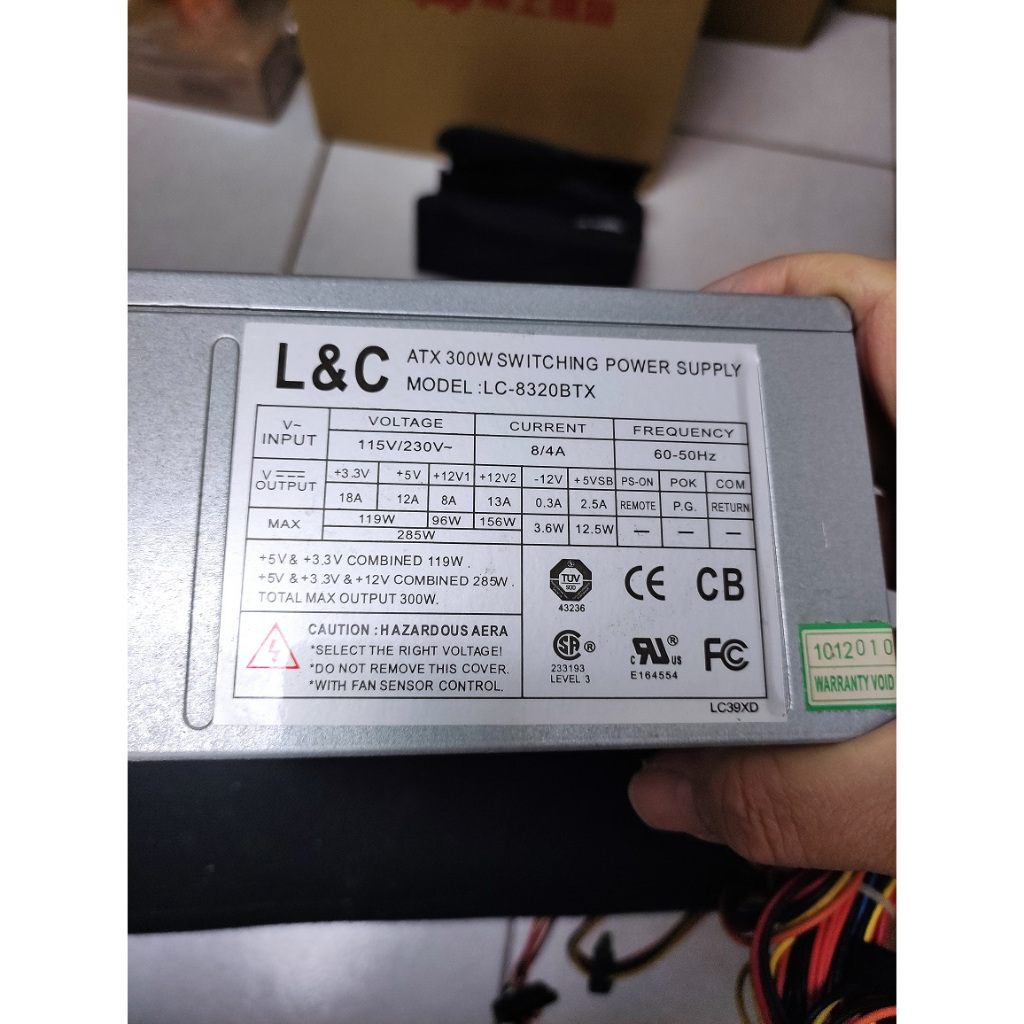 L&C
ATX 300W SWITCHING POWER SUPPLY
MODEL :LC-8320BTX
V~ INPUT VOLTAGE CURRENT FREQUENCY
115V/230V~ 8/4A 60-50Hz
V OUTPUT +3.3V +5V +12V1 +12V2 -12V +5VSB PS-ON POK COM
18A 12A 8A 13A 0.3A 2.5A REMOTE P.G. RETURN
MAX 119W 96W 156W 3.6W 12.5W — — —
285W
+5V & +3.3V COMBINED 119W .
+5V & +3.3V & +12V COMBINED 285W .
TOTAL MAX OUTPUT 300W.
CAUTION : HAZARDOUS AERA
*SELECT THE RIGHT VOLTAGE!
*DO NOT REMOVE THIS COVER.
*WITH FAN SENSOR CONTROL.
TUV
43236
CE
CB
SA ®
233193
LEVEL 3
c RU ® US
E164554
FC
LC39XD
1012010
WARRANTY VOID